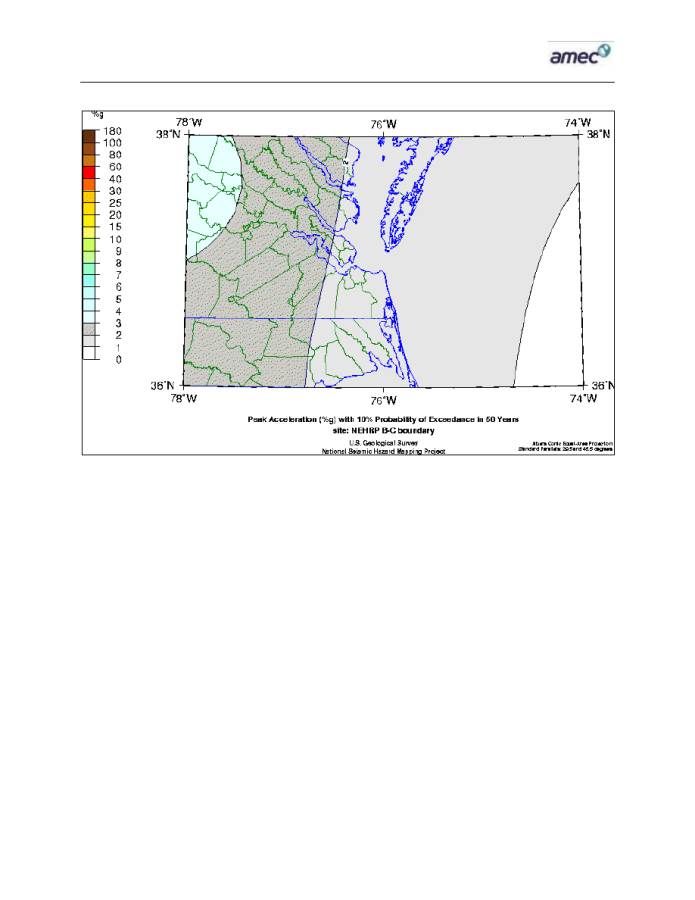 amec
%g
78°W 76°W 74°W
38°N 38°N
180
100
80
60
40
30
25
20
15
10
9
8
7
6
5
4
3
2
1
0
2
36°N 36°N
78°W 76°W 74°W
Peak Acceleration (%g) with 10% Probability of Exceedance in 50 Years
site: NEHRP B-C boundary
U.S. Geological Survey
National Seismic Hazard Mapping Project
Albers Conic Equal-Area Projection
Standard Parallels: 29.5 and 45.5 degrees